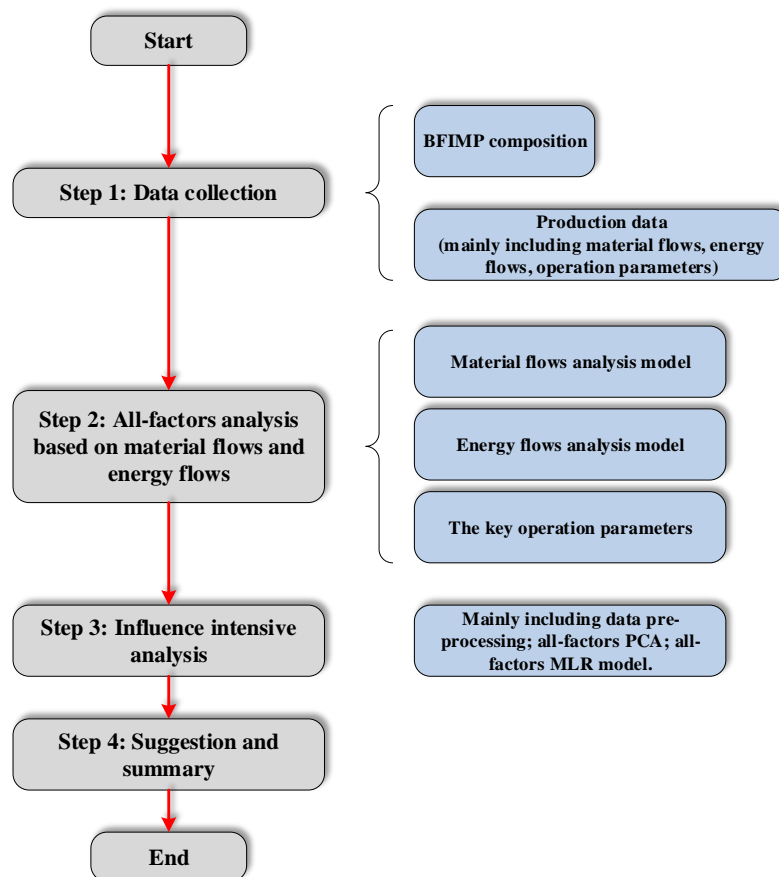 Start
Step 1: Data collection
BFIMP composition
Production data
(mainly including material flows, energy
flows, operation parameters)
Step 2: All-factors analysis
based on material flows and
energy flows
Material flows analysis model
Energy flows analysis model
The key operation parameters
Step 3: Influence intensive
analysis
Mainly including data pre-
processing; all-factors PCA; all-
factors MLR model.
Step 4: Suggestion and
summary
End